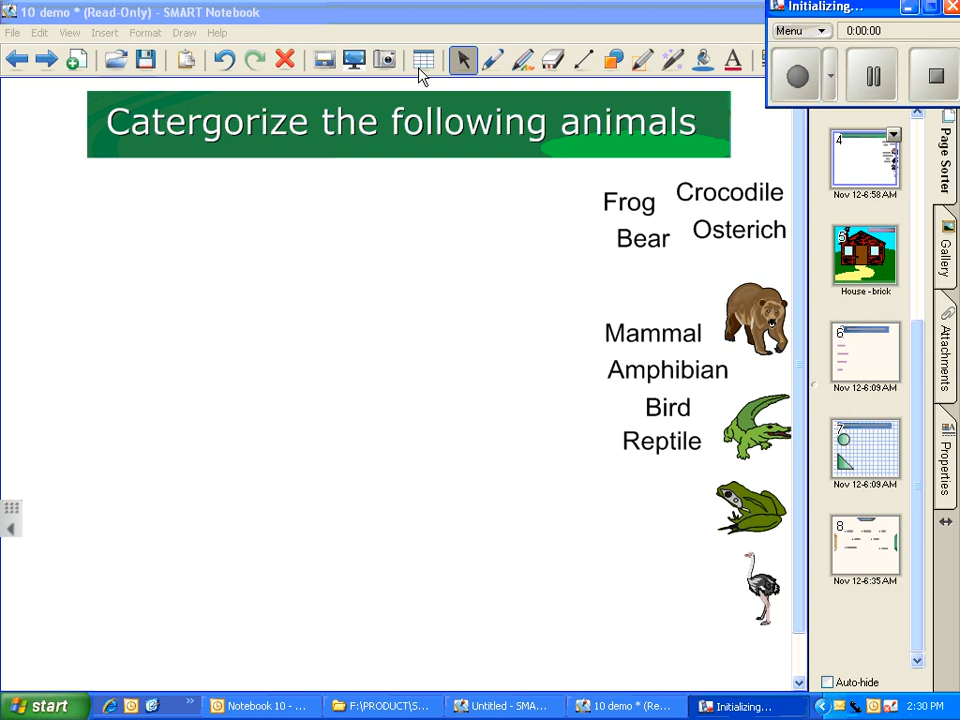 10 demo * (Read-Only) - SMART Notebook
Initializing...
File Edit View Insert Format Draw Help
Menu 0:00:00
Catergorize the following animals
Frog
Crocodile
Bear
Osterich
Mammal
Amphibian
Bird
Reptile
4
Nov 12-6:58 AM
5
House - brick
6
Nov 12-6:09 AM
7
Nov 12-6:09 AM
8
Nov 12-6:35 AM
Page Sorter
Gallery
Attachments
Properties
Auto-hide
start
Notebook 10 - ...
F:\PRODUCT\S...
Untitled - SMA...
10 demo * (Re...
Initializing...
2:30 PM